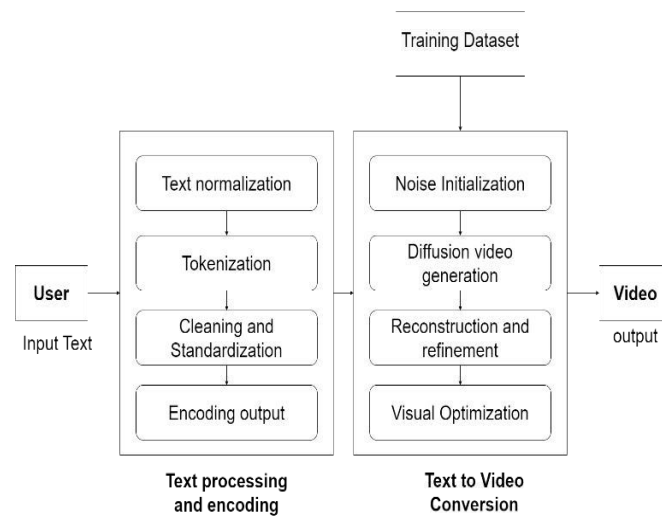 Training Dataset
Text normalization
Tokenization
Cleaning and
Standardization
Encoding output
Noise Initialization
Diffusion video
generation
Reconstruction and
refinement
Visual Optimization
User
Input Text
Video
output
Text processing
and encoding
Text to Video
Conversion